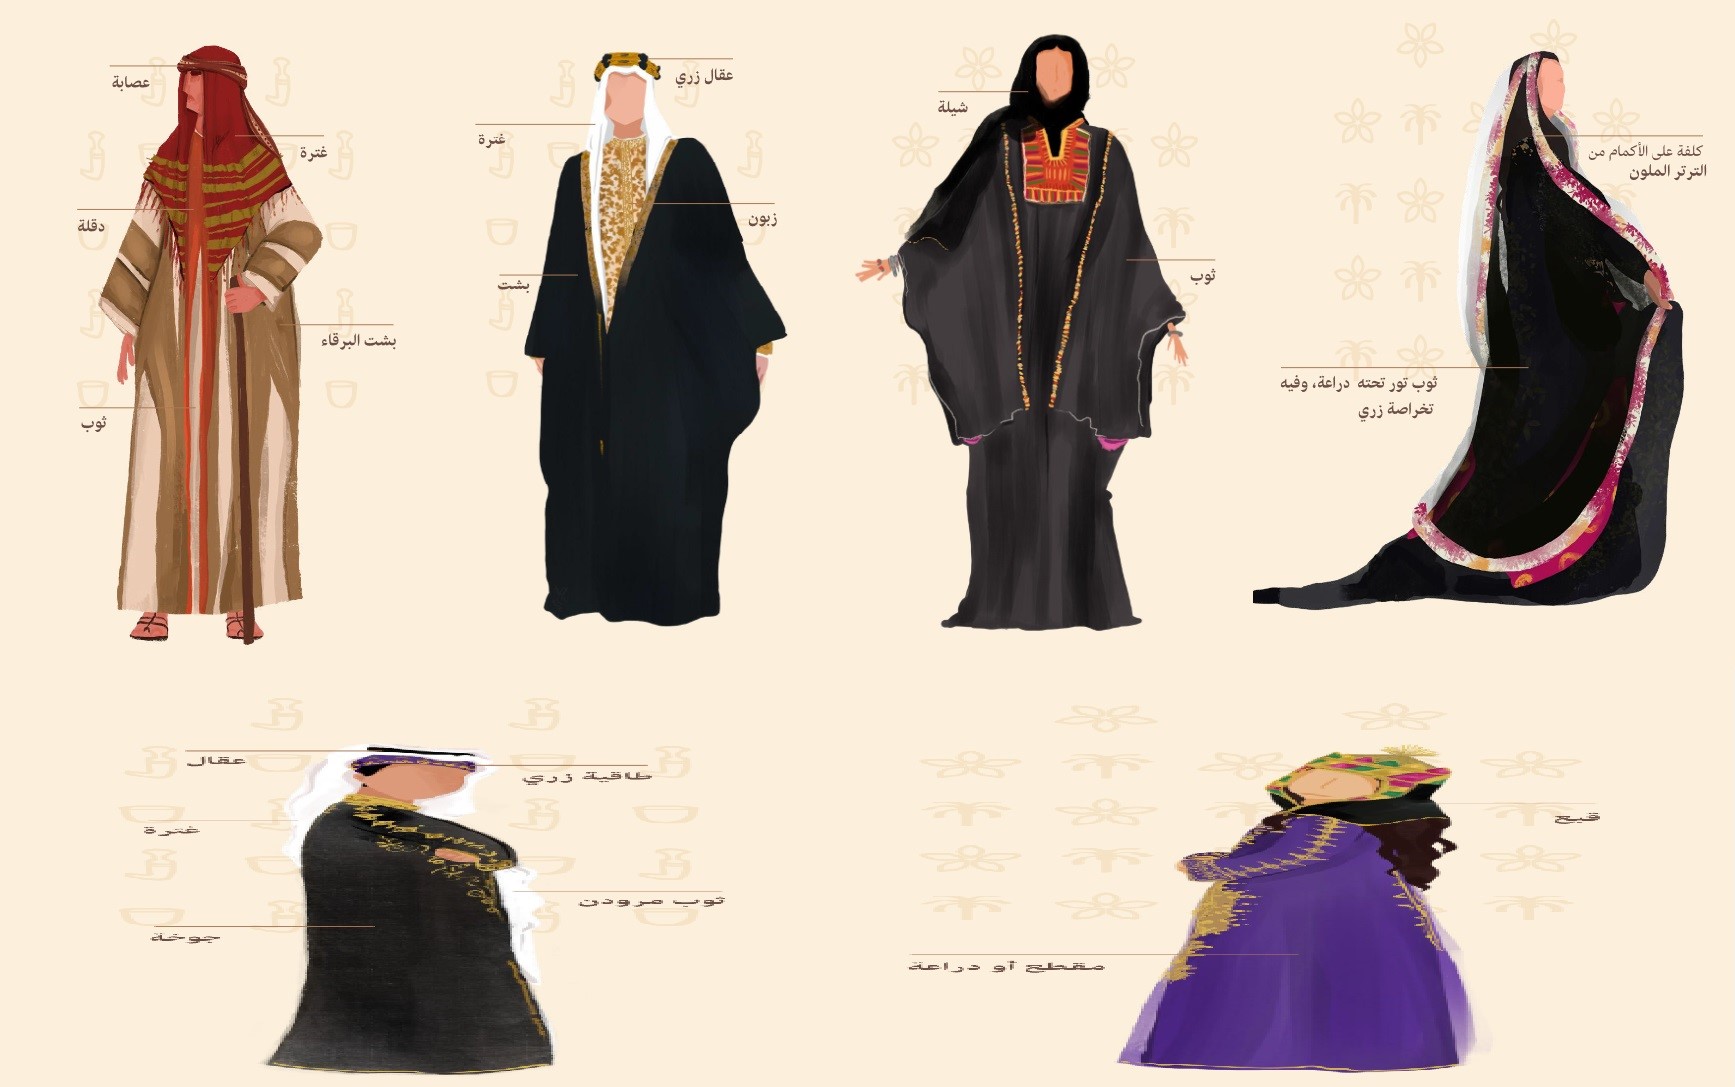 عصابة
غترة
دقلة
بشت البرقاء
ثوب
عقال زري
غترة
زبون
بشت
شيلة
ثوب
كلفة على الأكمام من
الترتر الملون
ثوب تور تحته دراعة، وفيه
تخراصة زري
عقال
طاقية زري
غترة
ثوب مرودن
جوخة
قبع
مقطع أو دراعة